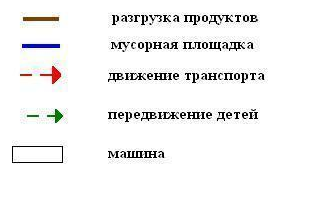 разгрузка продуктов
мусорная площадка
движение транспорта
передвижение детей
машина